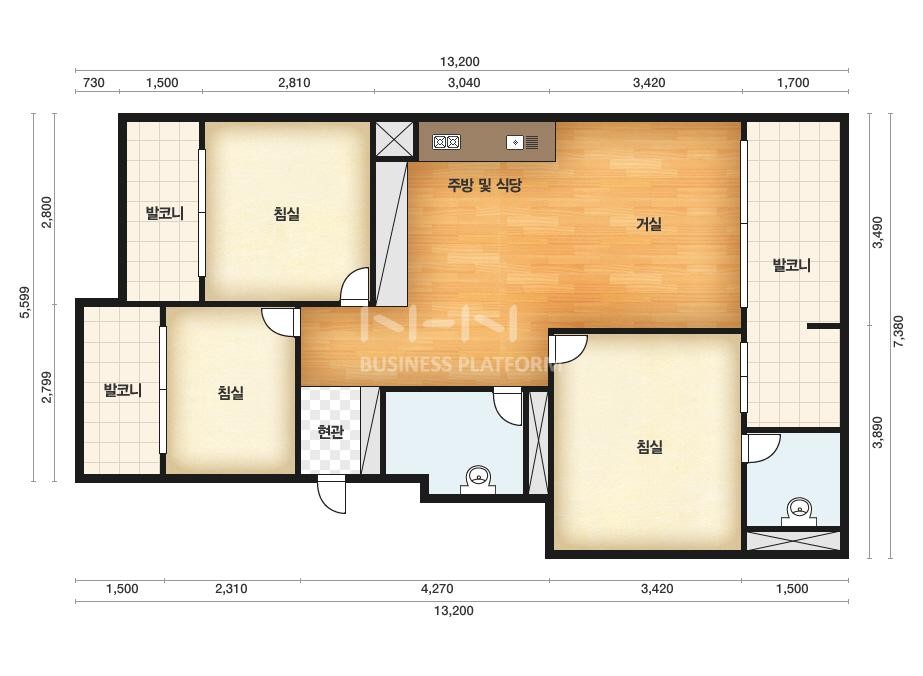 13,200
730 1,500 2,810 3,040 3,420 1,700
주방 및 식당
발코니 침실 거실
2,800 3,490
발코니
5,599 7,380
NHN
BUSINESS PLATFORM
발코니 침실
2,799
현관 침실
3,890
1,500 2,310 4,270 3,420 1,500
13,200